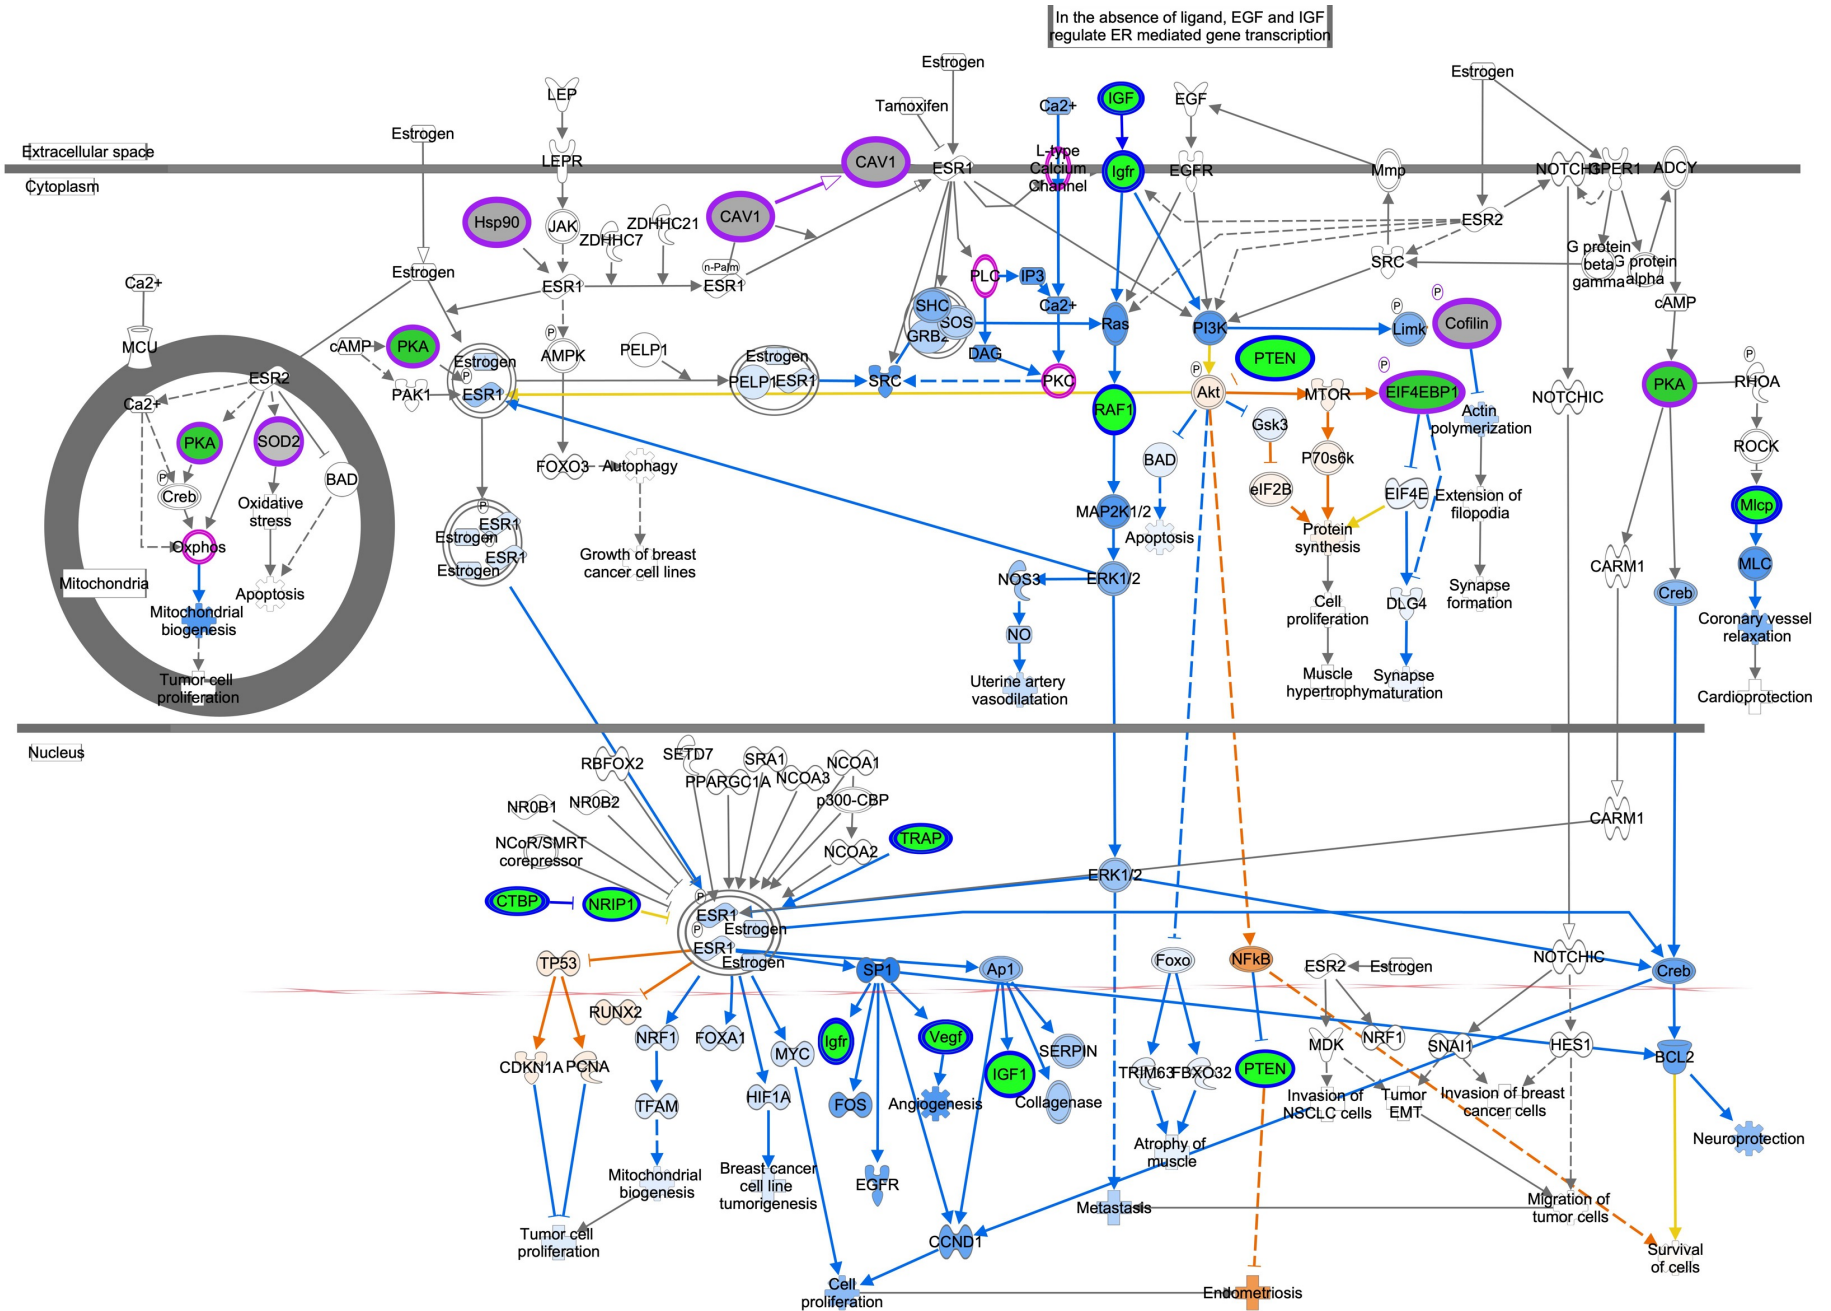 In the absence of ligand, EGF and IGF
regulate ER mediated gene transcription
Estrogen
Estrogen
LEP
Tamoxifen
Ca2+
IGF
EGF
Estrogen
Extracellular space
LEPR
CAV1
ESR1
L-type
Calcium
Channel
Igfr
EGFR
Mmp
NOTCH
GPER1
ADCY
Cytoplasm
Hsp90
JAK
ZDHHC7
ZDHHC21
CAV1
ESR2
G protein
beta
gamma
G protein
alpha
SRC
Estrogen
n-Palm
ESR1
ESR1
PLC
IP3
Ca2+
cAMP
Ca2+
MCU
SHC
SOS
GRB2
Ras
PI3K
P
Limk
P
Cofilin
cAMP
PKA
P
AMPK
PELP1
DAG
PTEN
P
RHOA
Estrogen
P
ESR1
PAK1
Estrogen
PELP1
ESR1
SRC
PKC
P
Akt
MTOR
P
EIF4EBP1
PKA
NOTCHIC
ESR2
Ca2+
RAF1
Gsk3
Actin
polymerization
PKA
SOD2
BAD
P
Creb
FOXO3
Autophagy
BAD
P70s6k
ROCK
Oxidative
stress
eIF2B
EIF4E
Extension of
filopodia
Mlcp
P
ESR1
Estrogen
P
ESR1
Estrogen
MAP2K1/2
Apoptosis
Protein
synthesis
Oxphos
Growth of breast
cancer cell lines
CARM1
MLC
Mitochondria
Apoptosis
NOS3
ERK1/2
Synapse
formation
Creb
Mitochondrial
biogenesis
NO
Cell
proliferation
DLG4
Coronary vessel
relaxation
Tumor cell
proliferation
Uterine artery
vasodilatation
Muscle
hypertrophy
Synapse
maturation
Cardioprotection
Nucleus
RBFOX2
SETD7
PPARGC1A
SRA1
NCOA3
NCOA1
p300-CBP
NR0B1
NR0B2
NCoR/SMRT
corepressor
NCOA2
TRAP
CARM1
ERK1/2
CTBP
NRIP1
P
ESR1
P
Estrogen
ESR1
Estrogen
TP53
SP1
Ap1
Foxo
NFkB
ESR2
Estrogen
NOTCHIC
Creb
RUNX2
NRF1
FOXA1
MYC
Igfr
Vegf
IGF1
SERPIN
MDK
NRF1
SNAI1
HES1
BCL2
CDKN1A
PCNA
TRIM63
FBXO32
PTEN
HIF1A
TFAM
FOS
Angiogenesis
Collagenase
Invasion of
NSCLC cells
Tumor
EMT
Invasion of breast
cancer cells
Neuroprotection
Atrophy of
muscle
Mitochondrial
biogenesis
Breast cancer
cell line
tumorigenesis
EGFR
Metastasis
Migration of
tumor cells
Tumor cell
proliferation
CCND1
Survival
of cells
Cell
proliferation
Endometriosis